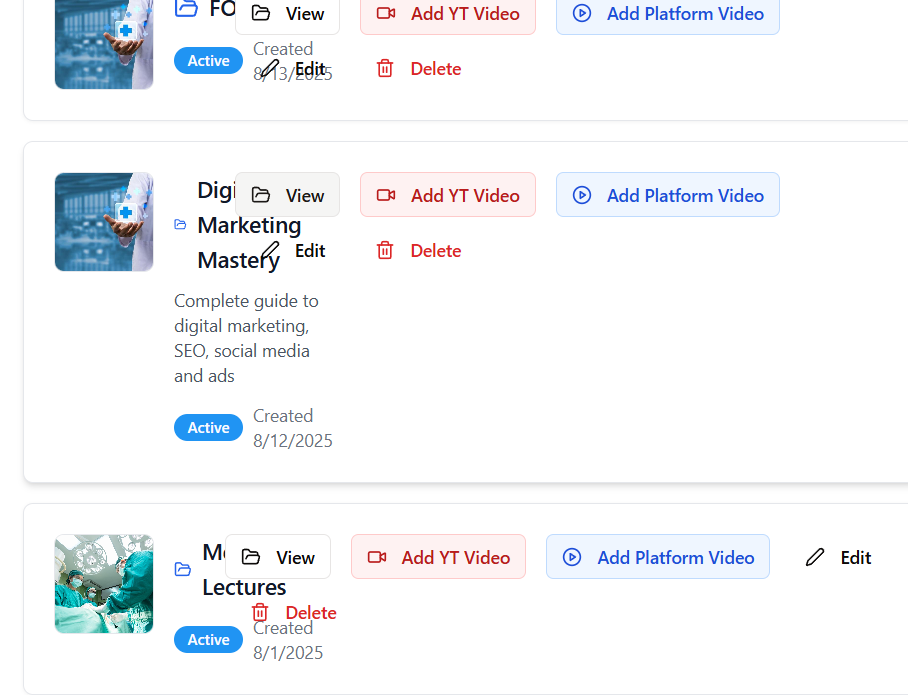 FO
View
Add YT Video
Add Platform Video
Active
Created
8/13/2025
Edit
Delete
Digi
View
Add YT Video
Add Platform Video
Marketing
Mastery
Edit
Delete
Complete guide to
digital marketing,
SEO, social media
and ads
Active
Created
8/12/2025
View
Add YT Video
Add Platform Video
Edit
Lectures
Delete
Active
Created
8/1/2025